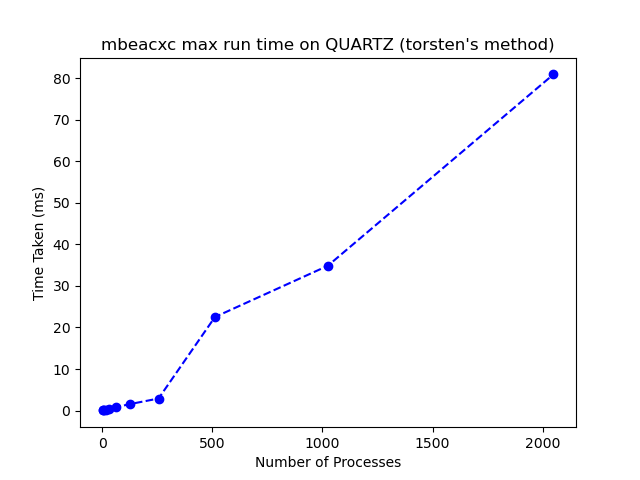 mbeacxc max run time on QUARTZ (torsten's method)
80
70
60
50
40
30
20
10
0
Time Taken (ms)
0 500 1000 1500 2000
Number of Processes